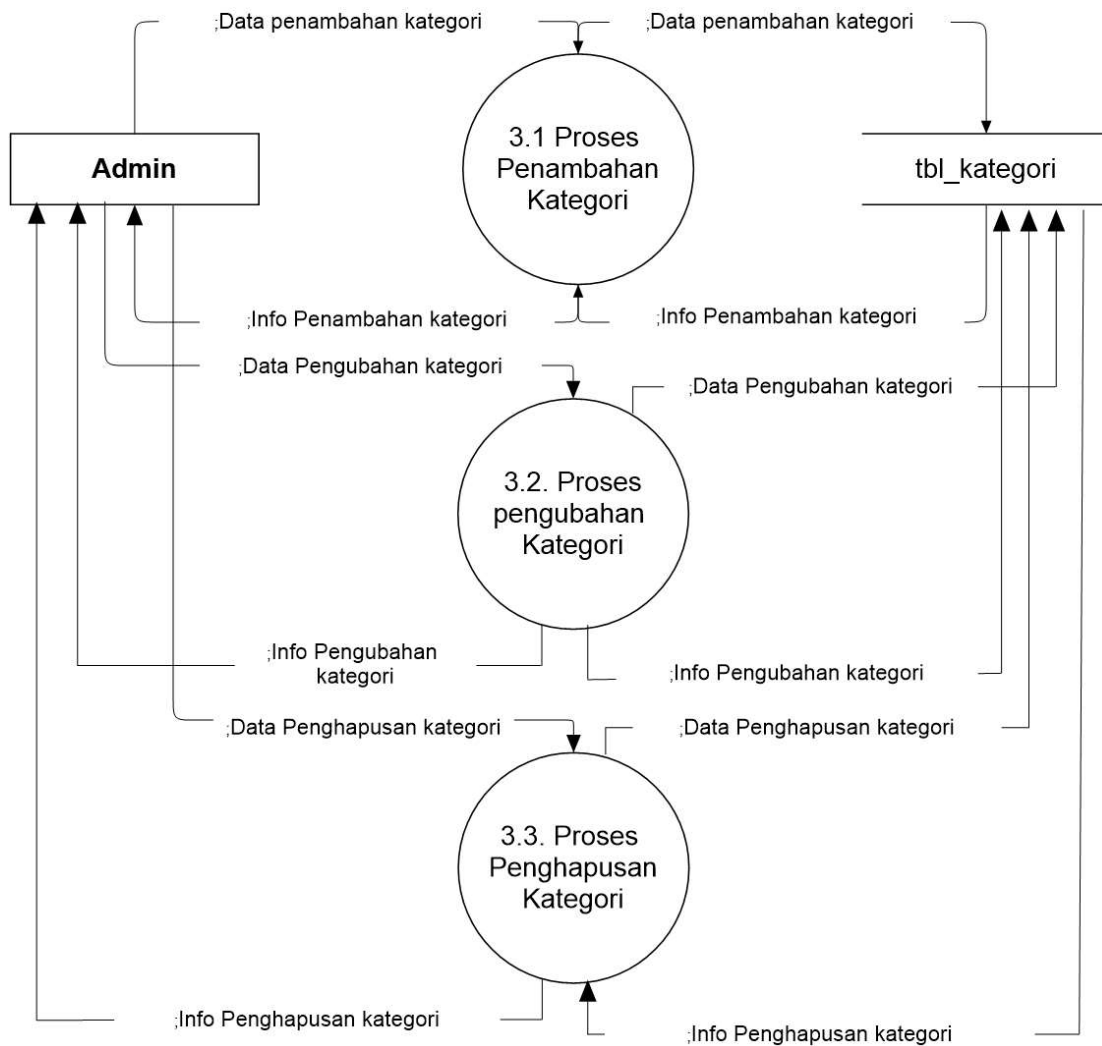 ;Data penambahan kategori
;Data penambahan kategori
3.1 Proses
Penambahan
Kategori
Admin
tbl_kategori
;Info Penambahan kategori
;Info Penambahan kategori
;Data Pengubahan kategori
;Data Pengubahan kategori
3.2. Proses
pengubahan
Kategori
;Info Pengubahan
kategori
;Info Pengubahan kategori
;Data Penghapusan kategori
;Data Penghapusan kategori
3.3. Proses
Penghapusan
Kategori
;Info Penghapusan kategori
;Info Penghapusan kategori